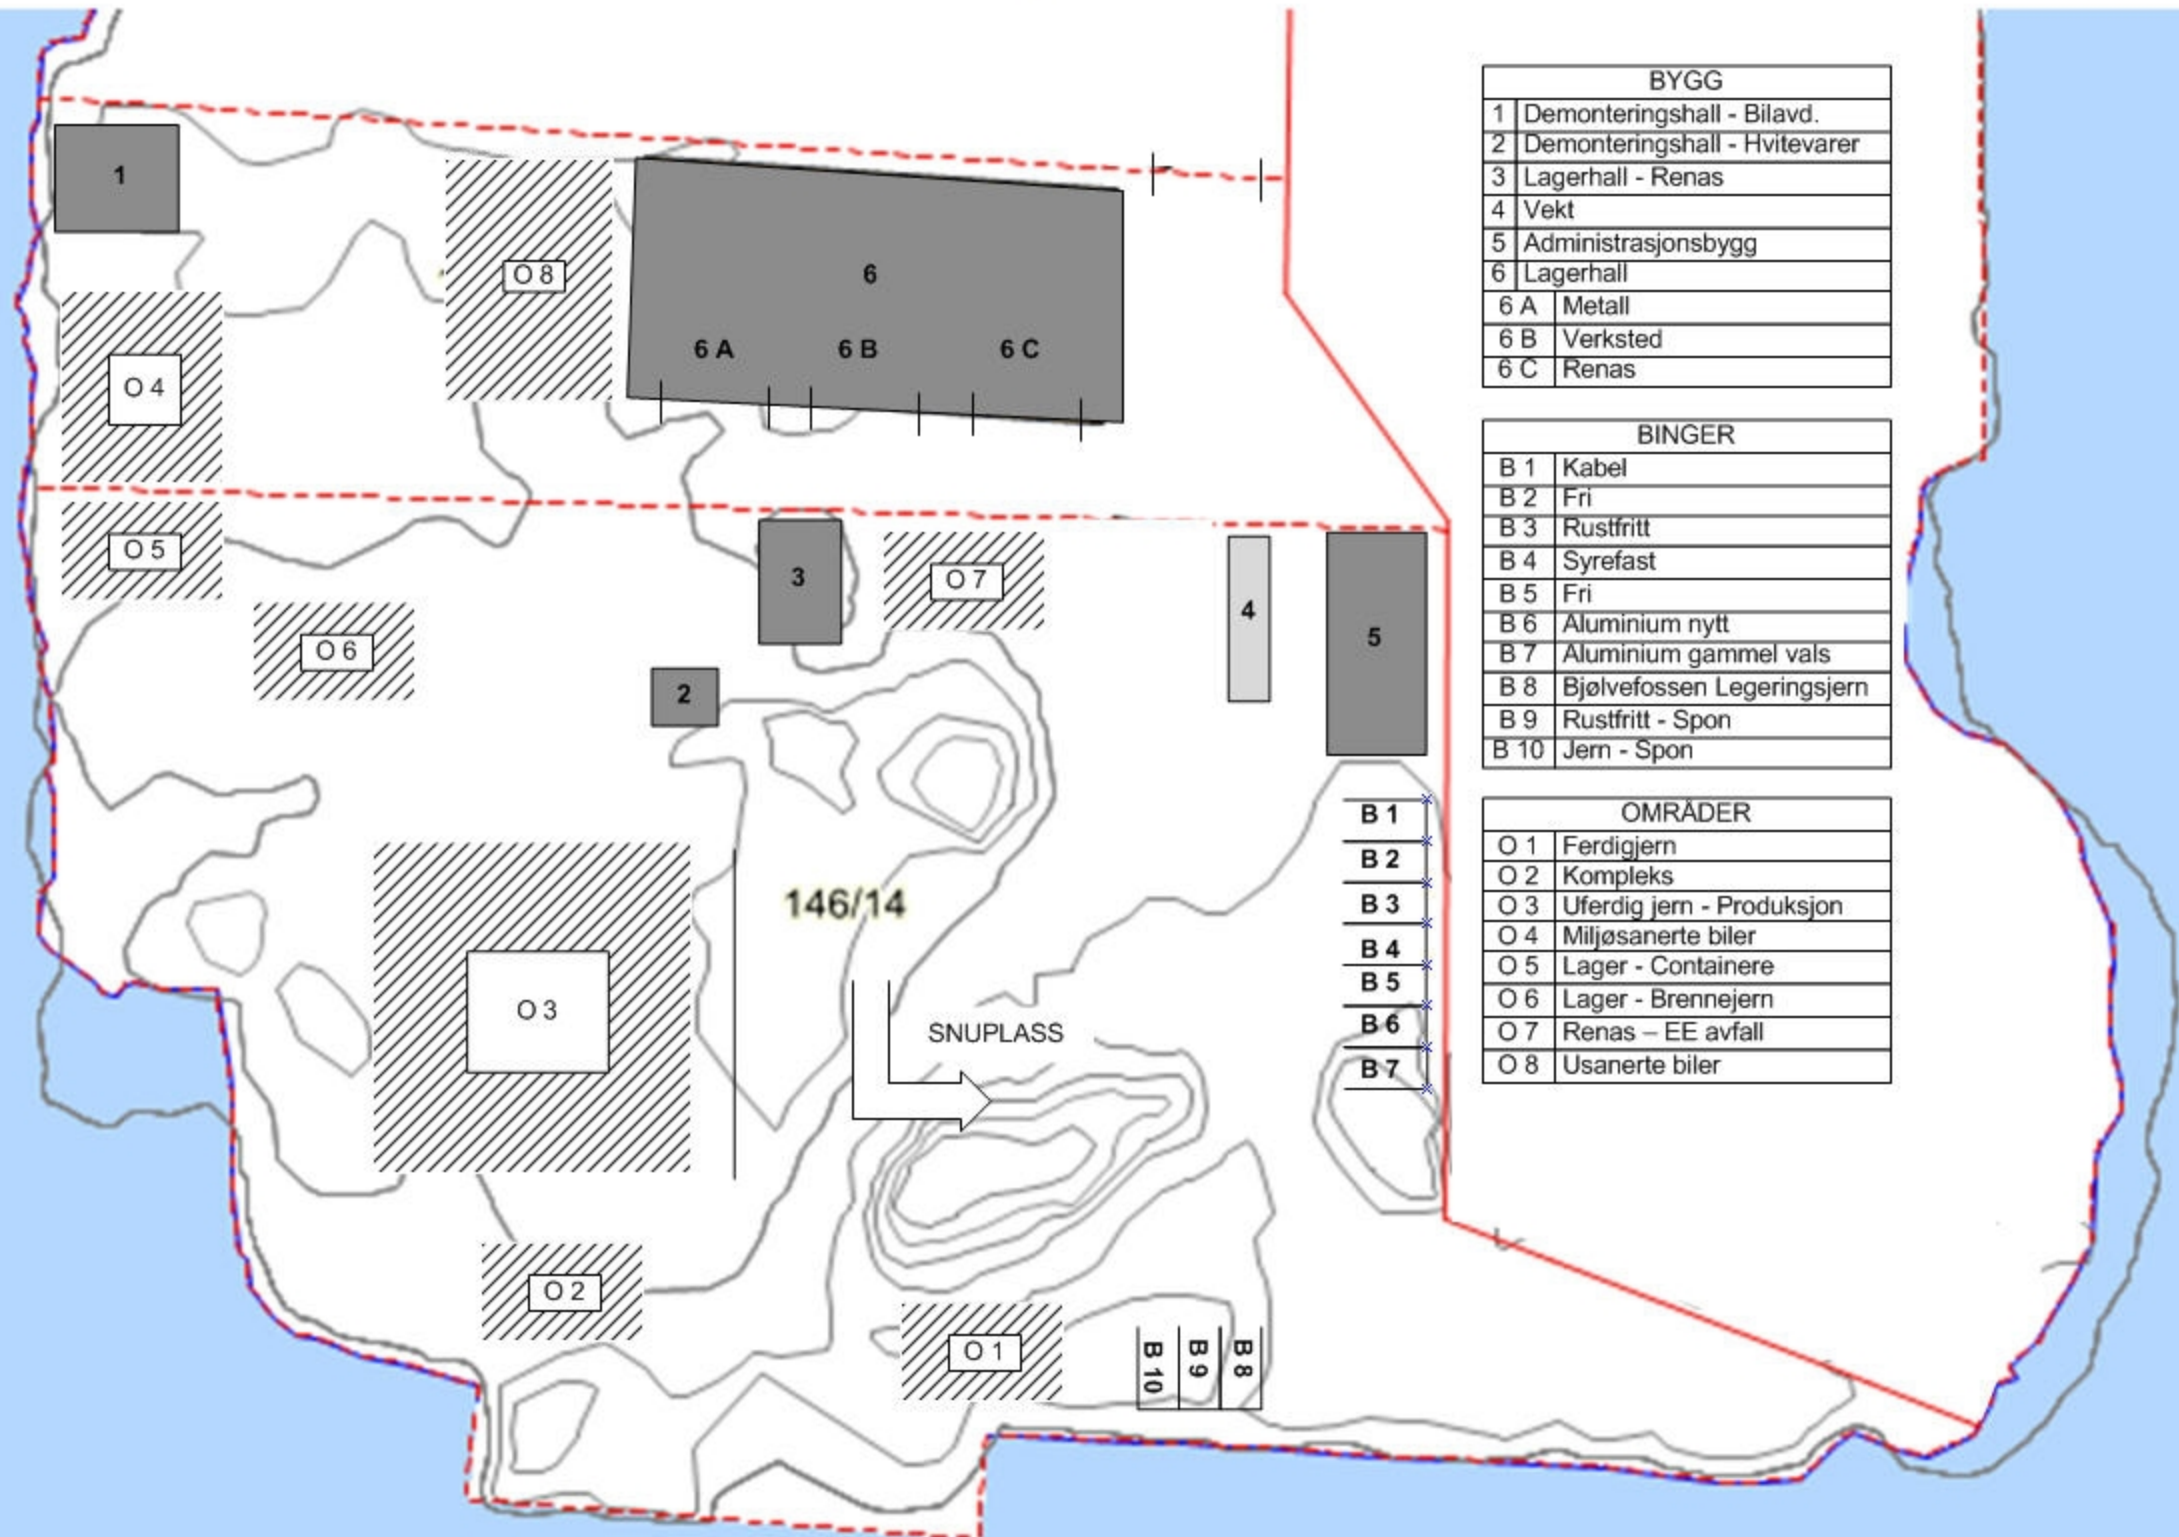 BYGG
1 Demonteringshall - Bilavd.
2 Demonteringshall - Hvitevarer
3 Lagerhall - Renas
4 Vekt
5 Administrasjonsbygg
6 Lagerhall
6 A Metall
6 B Verksted
6 C Renas
BINGER
B 1 Kabel
B 2 Fri
B 3 Rustfritt
B 4 Syrefast
B 5 Fri
B 6 Aluminium nytt
B 7 Aluminium gammel vals
B 8 Bjølvefossen Legeringsjern
B 9 Rustfritt - Spon
B 10 Jern - Spon
OMRÅDER
O 1 Ferdigjern
O 2 Kompleks
O 3 Uferdig jern - Produksjon
O 4 Miljøsanerte biler
O 5 Lager - Containere
O 6 Lager - Brennejern
O 7 Renas – EE avfall
O 8 Usanerte biler
1
O 8
6
6 A 6 B 6 C
O 4
O 5
3
O 7
4
5
O 6
2
B 1
B 2
B 3
B 4
B 5
B 6
B 7
146/14
O 3
SNUPLASS
O 2
O 1
B 10
B 9
B 8